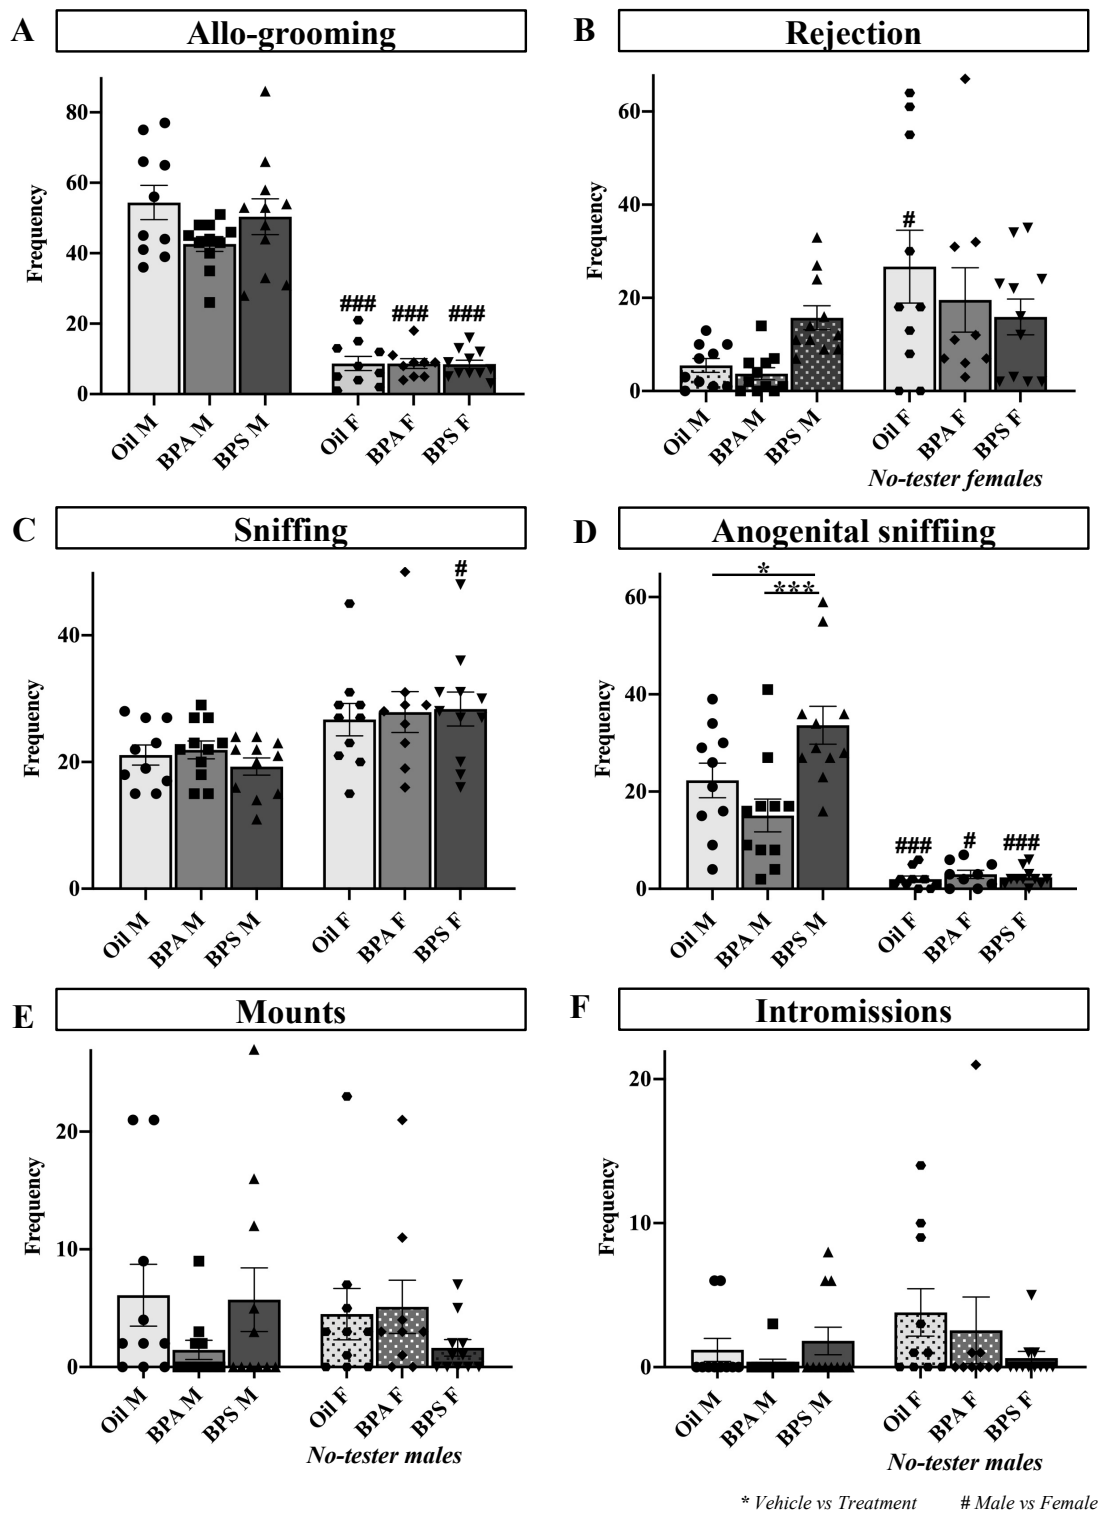 A
Allo-grooming
Frequency
80
60
40
20
0
###
###
###
Oil M
BPA M
BPS M
Oil F
BPA F
BPS F
B
Rejection
Frequency
60
40
20
0
#
Oil M
BPA M
BPS M
Oil F
BPA F
BPS F
No-tester females
C
Sniffing
Frequency
40
20
0
#
Oil M
BPA M
BPS M
Oil F
BPA F
BPS F
D
Anogenital sniffiing
Frequency
60
40
20
0
*
***
###
#
###
Oil M
BPA M
BPS M
Oil F
BPA F
BPS F
E
Mounts
Frequency
20
10
0
Oil M
BPA M
BPS M
Oil F
BPA F
BPS F
No-tester males
F
Intromissions
Frequency
20
10
0
Oil M
BPA M
BPS M
Oil F
BPA F
BPS F
No-tester males
* Vehicle vs Treatment
# Male vs Female